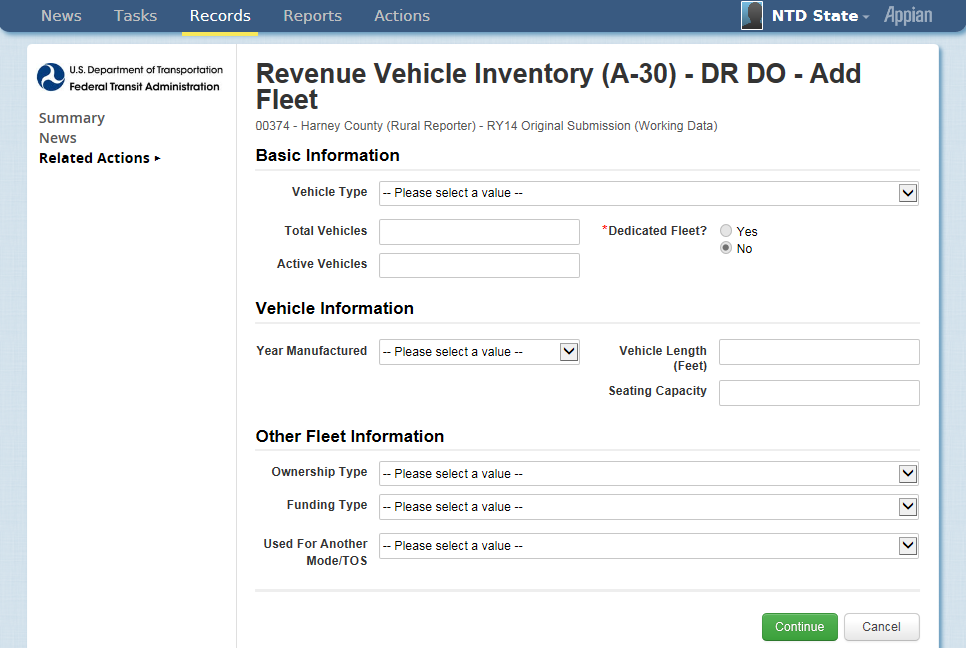 News Tasks Records Reports Actions NTD State Appian
U.S. Department of Transportation
Federal Transit Administration
Summary
News
Related Actions
Revenue Vehicle Inventory (A-30) - DR DO - Add
Fleet
00374 - Harney County (Rural Reporter) - RY14 Original Submission (Working Data)
Basic Information
Vehicle Type -- Please select a value --
Total Vehicles
*Dedicated Fleet? Yes
No
Active Vehicles
Vehicle Information
Year Manufactured -- Please select a value --
Vehicle Length
(Feet)
Seating Capacity
Other Fleet Information
Ownership Type -- Please select a value --
Funding Type -- Please select a value --
Used For Another
Mode/TOS
-- Please select a value --
Continue Cancel